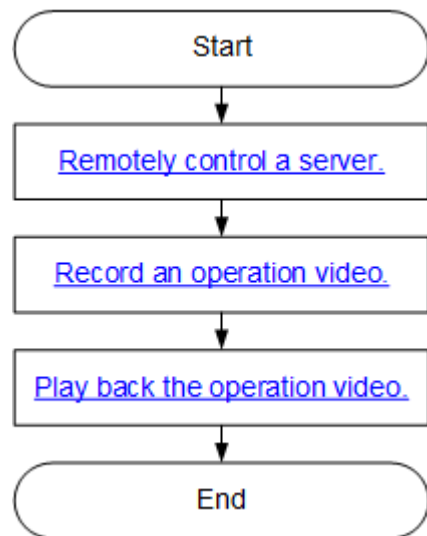 Start
Remotely control a server.
Record an operation video.
Play back the operation video.
End